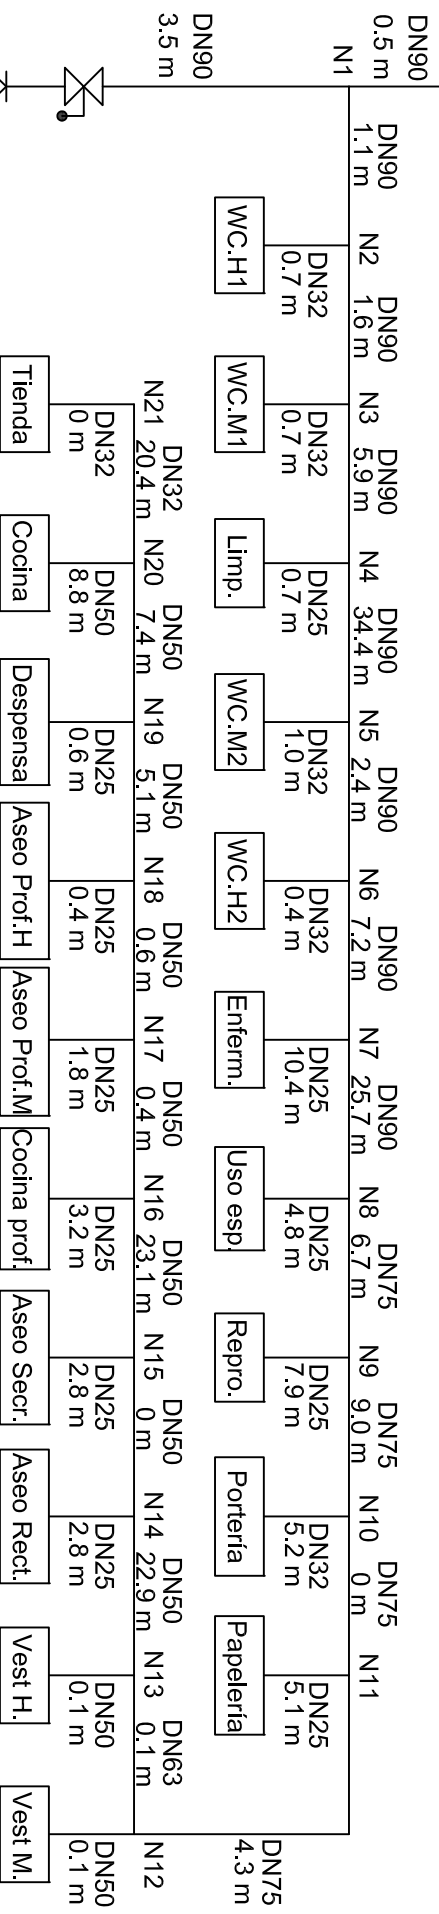 DN90
0.5 m
N1
DN90
3.5 m
DN90
1.1 m
N2
DN90
1.6 m
N3
DN90
5.9 m
N4
DN90
34.4 m
N5
DN90
2.4 m
N6
DN90
7.2 m
N7
DN90
25.7 m
N8
DN75
6.7 m
N9
DN75
9.0 m
N10
DN75
0 m
N11
DN32
0.7 m
WC.H1
DN32
0.7 m
WC.M1
DN25
0.7 m
Limp.
DN32
1.0 m
WC.M2
DN32
0.4 m
WC.H2
DN25
10.4 m
Enferm.
DN25
4.8 m
Uso esp.
DN25
7.9 m
Repro.
DN32
5.2 m
Portería
DN25
5.1 m
Papelería
DN75
4.3 m
N21
DN32
20.4 m
N20
DN50
7.4 m
N19
DN50
5.1 m
N18
DN50
0.6 m
N17
DN50
0.4 m
N16
DN50
23.1 m
N15
DN50
0 m
N14
DN50
22.9 m
N13
DN63
0.1 m
N12
DN32
0 m
Tienda
DN50
8.8 m
Cocina
DN25
0.6 m
Despensa
DN25
0.4 m
Aseo Prof.H
DN25
1.8 m
Aseo Prof.M
DN25
3.2 m
Cocina prof.
DN25
2.8 m
Aseo Secr.
DN25
2.8 m
Aseo Rect.
DN50
0.1 m
Vest H.
DN50
0.1 m
Vest M.